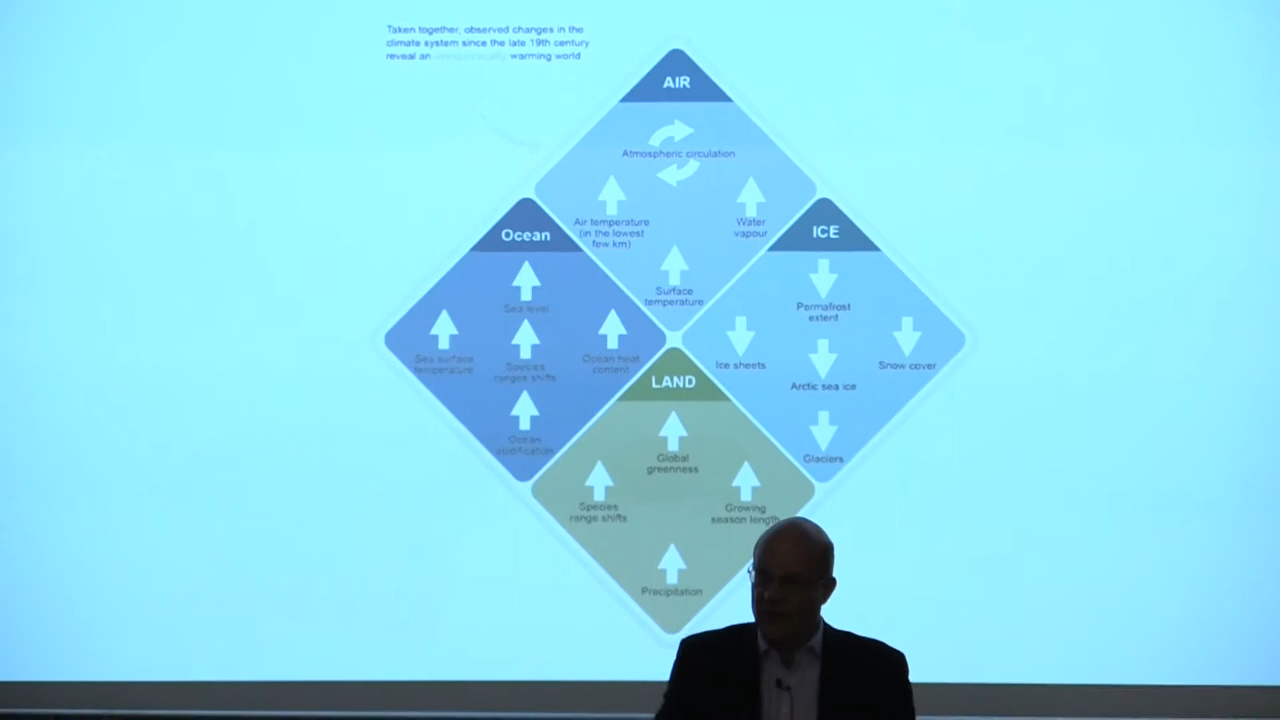 Taken together, observed changes in the
climate system since the late 19th century
reveal an unequivocally warming world
AIR
Atmospheric circulation
Air temperature
(in the lowest
few km)
Water
vapour
Surface
temperature
Ocean
Sea level
Sea surface
temperature
Species
ranges shifts
Ocean heat
content
Ocean
acidification
ICE
Permafrost
extent
Ice sheets
Snow cover
Arctic sea ice
Glaciers
LAND
Global
greenness
Species
range shifts
Growing
season length
Precipitation